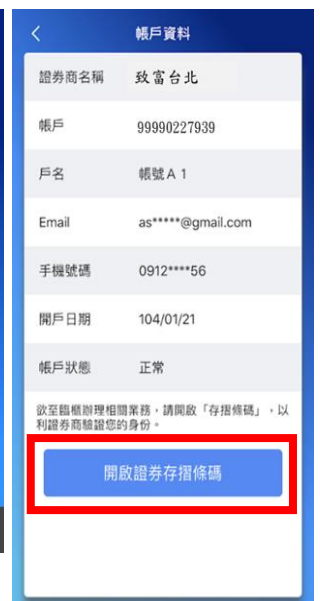 帳戶資料
證券商名稱 致富台北
帳戶 99990227939
戶名 帳號A 1
Email as*****@gmail.com
手機號碼 0912****56
開戶日期 104/01/21
帳戶狀態 正常
欲至臨櫃辦理相關業務，請開啟「存摺條碼」，以
利證券商驗證您的身份。
開啟證券存摺條碼